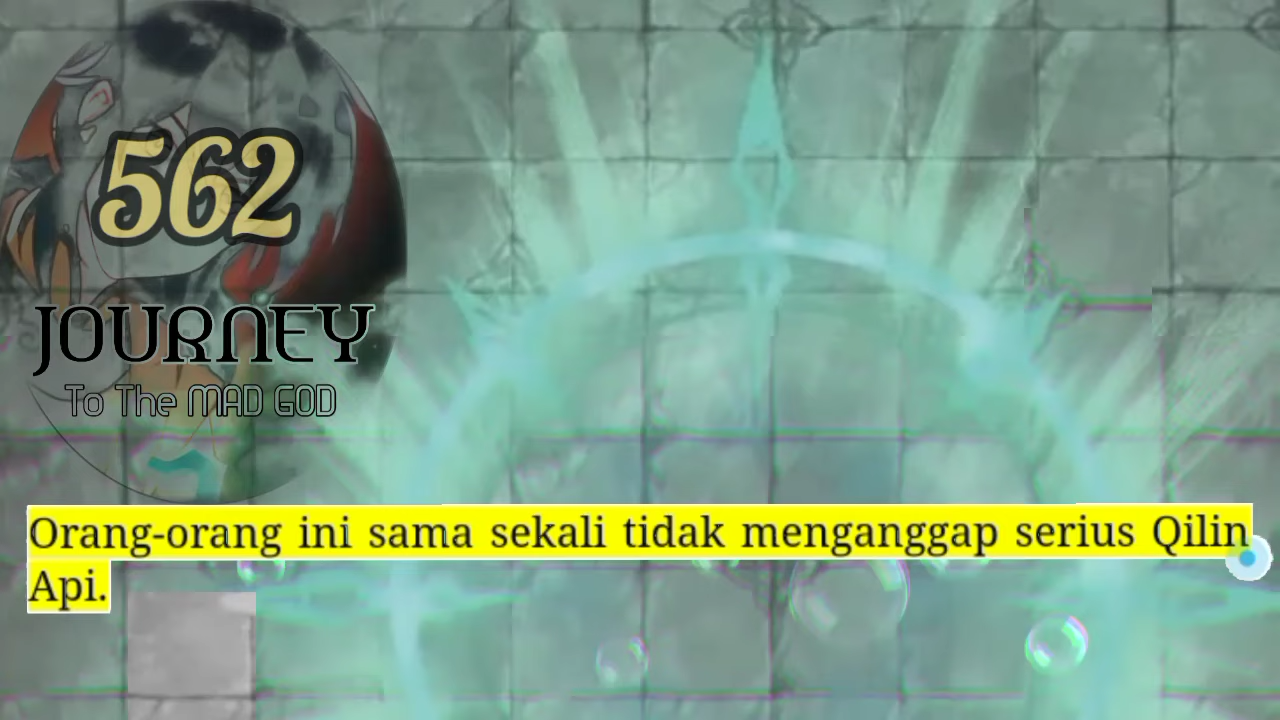 562
JOURNEY
To The MAD GOD
Orang-orang ini sama sekali tidak menganggap serius Qilin
Api.